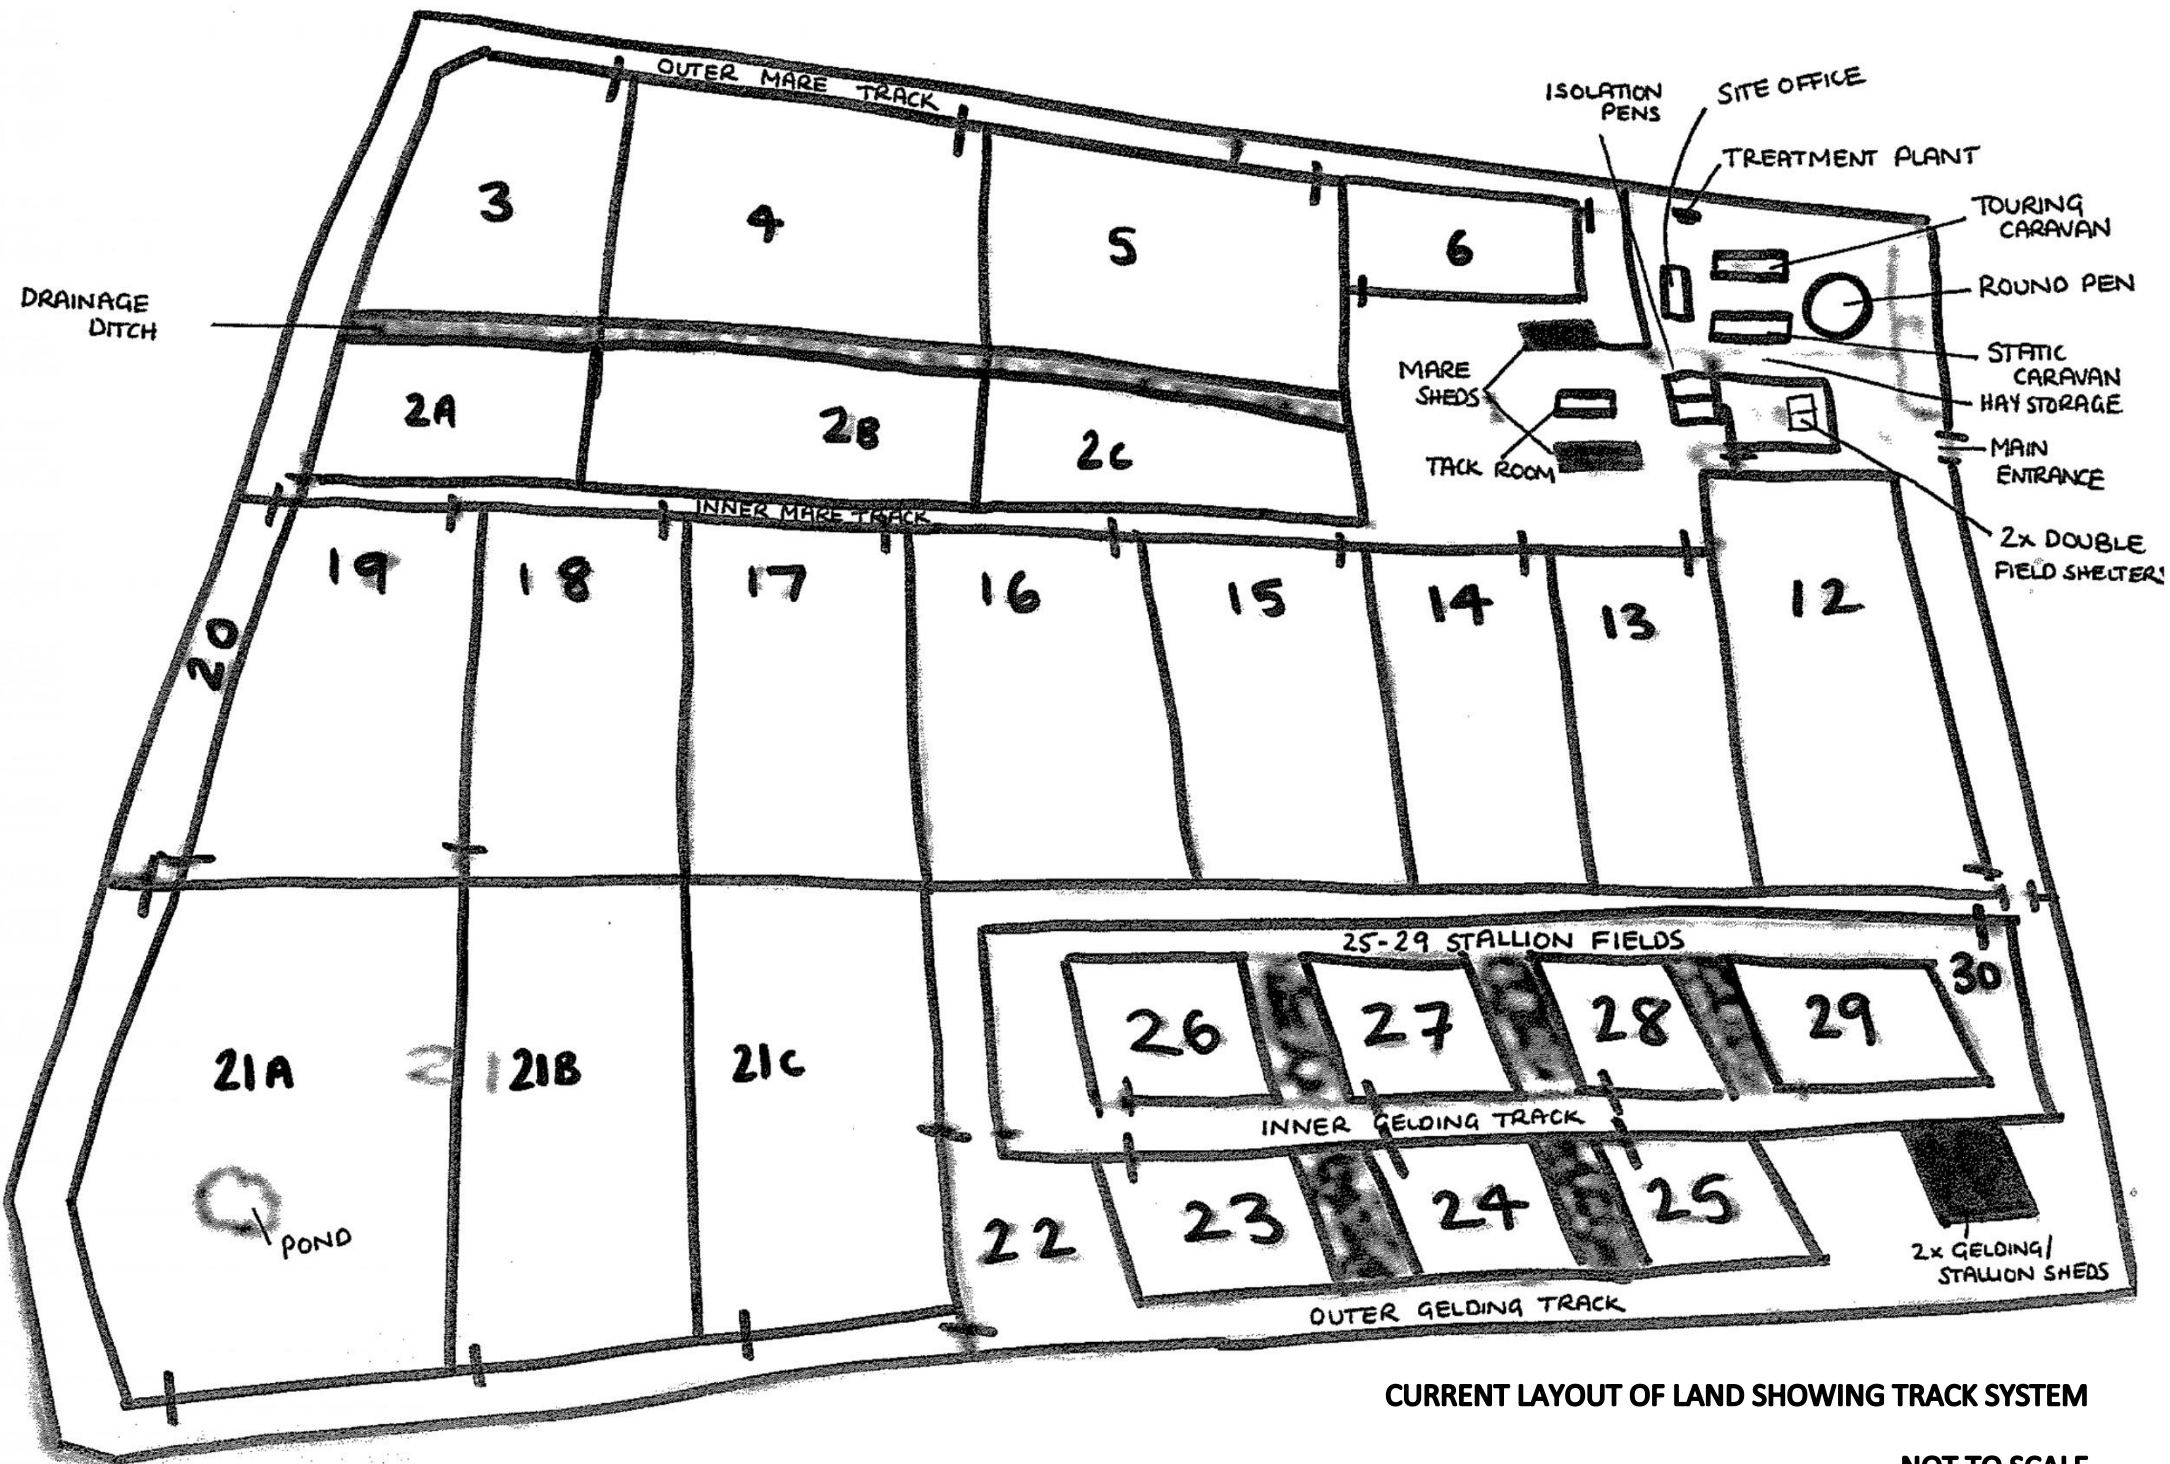 OUTER MARE TRACK
ISOLATION
PENS
SITE OFFICE
TREATMENT PLANT
TOURING
CARAVAN
ROUND PEN
STATIC
CARAVAN
HAY STORAGE
MAIN
ENTRANCE
2x DOUBLE
FIELD SHELTERS
3
4
5
6
DRAINAGE
DITCH
MARE
SHEDS
TACK ROOM
2A
2B
2C
INNER MARE TRACK
19
18
17
16
15
14
13
12
20
25-29 STALLION FIELDS
30
26
27
28
29
21A
21
21B
21C
INNER GELDING TRACK
POND
22
23
24
25
2x GELDING/
STALLION SHEDS
OUTER GELDING TRACK
CURRENT LAYOUT OF LAND SHOWING TRACK SYSTEM
NOT TO SCALE